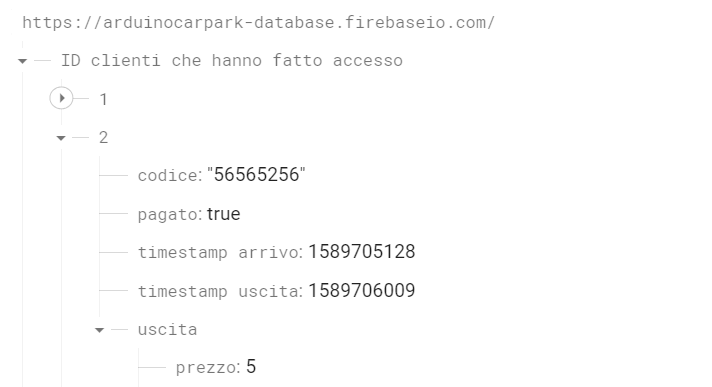 https://arduinocarpark-database.firebaseio.com/
ID clienti che hanno fatto accesso
1
2
codice: "56565256"
pagato: true
timestamp arrivo: 1589705128
timestamp uscita: 1589706009
uscita
prezzo: 5